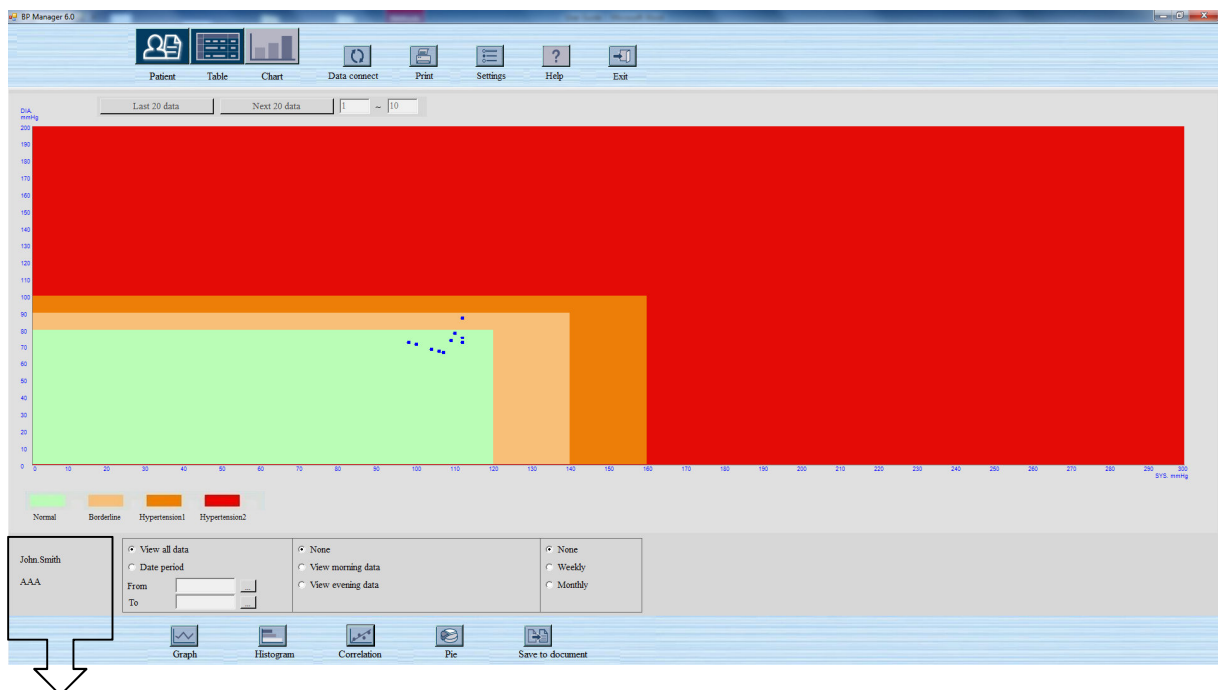 BP Manager 6.0
Patient Table Chart Data connect Print Settings Help Exit
Last 20 data Next 20 data 1 ~ 10
DIA.
mmHg
200
190
180
170
160
150
140
130
120
110
100
90
80
70
60
50
40
30
20
10
0
0 10 20 30 40 50 60 70 80 90 100 110 120 130 140 150 160 170 180 190 200 210 220 230 240 250 260 270 280 290 300
SYS. mmHg
Normal Borderline Hypertension1 Hypertension2
John.Smith
AAA
View all data
Date period
From ...
To ...
None
View morning data
View evening data
None
Weekly
Monthly
Graph Histogram Correlation Pie Save to document